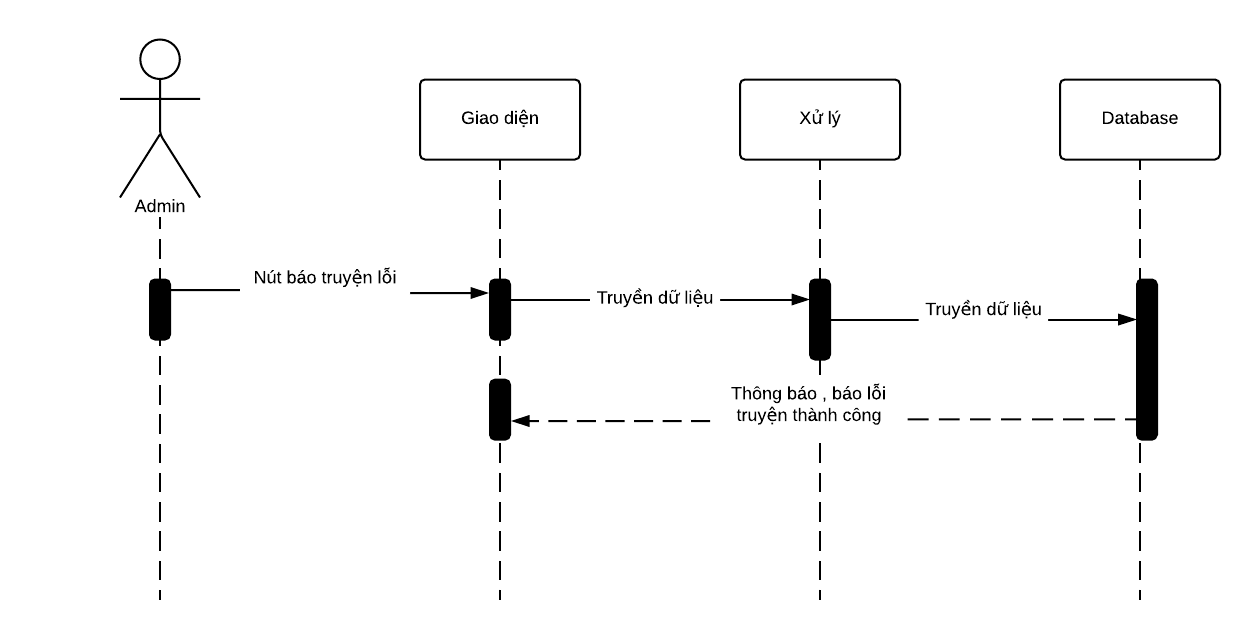 Giao diện
Xử lý
Database
Admin
Nút báo truyện lỗi
Truyền dữ liệu
Truyền dữ liệu
Thông báo , báo lỗi
truyện thành công